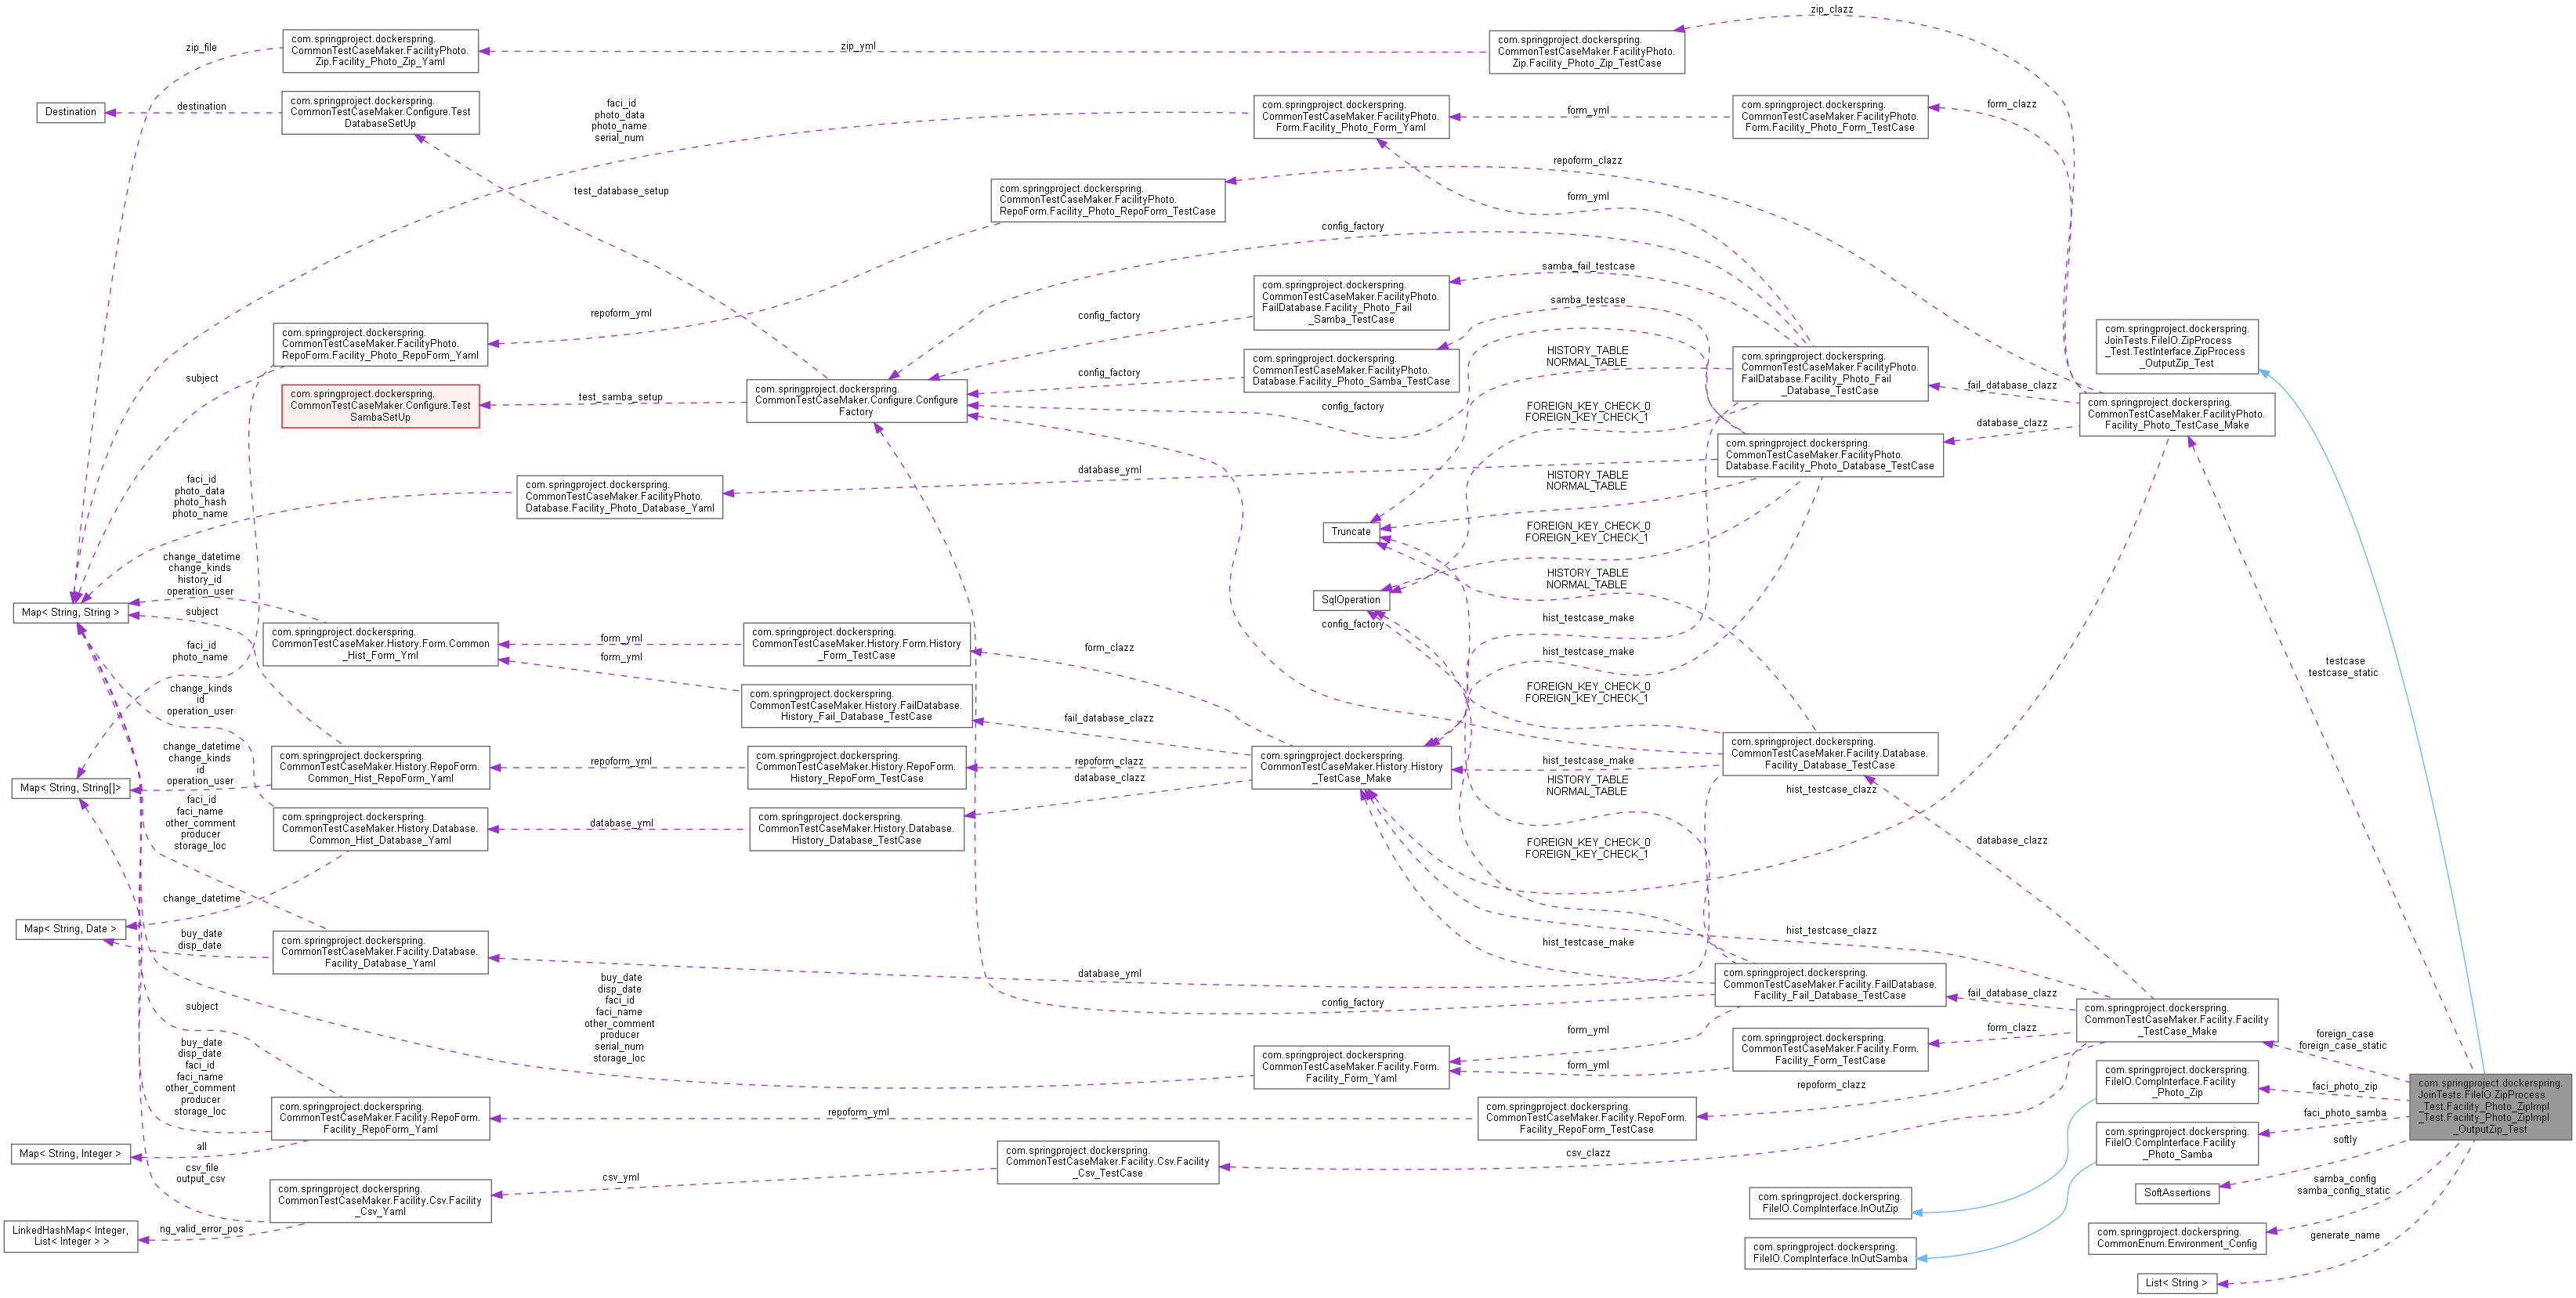 zip_clazz
com.springproject.dockerspring.
CommonTestCaseMaker.FacilityPhoto.
Zip.Facility_Photo_Zip_Yaml
zip_file
zip_yml
com.springproject.dockerspring.
CommonTestCaseMaker.FacilityPhoto.
Zip.Facility_Photo_Zip_TestCase
Destination
destination
com.springproject.dockerspring.
CommonTestCaseMaker.Configure.Test
DatabaseSetUp
faci_id
photo_data
photo_name
serial_num
com.springproject.dockerspring.
CommonTestCaseMaker.FacilityPhoto.
Form.Facility_Photo_Form_Yaml
form_yml
com.springproject.dockerspring.
CommonTestCaseMaker.FacilityPhoto.
Form.Facility_Photo_Form_TestCase
form_clazz
test_database_setup
com.springproject.dockerspring.
CommonTestCaseMaker.FacilityPhoto.
RepoForm.Facility_Photo_RepoForm_TestCase
repoform_clazz
form_yml
config_factory
samba_fail_testcase
com.springproject.dockerspring.
CommonTestCaseMaker.FacilityPhoto.
FailDatabase.Facility_Photo_Fail
_Samba_TestCase
samba_testcase
repoform_yml
config_factory
com.springproject.dockerspring.
CommonTestCaseMaker.FacilityPhoto.
RepoForm.Facility_Photo_RepoForm_Yaml
subject
com.springproject.dockerspring.
CommonTestCaseMaker.Configure.Test
SambaSetUp
test_samba_setup
com.springproject.dockerspring.
CommonTestCaseMaker.Configure.Configure
Factory
config_factory
com.springproject.dockerspring.
CommonTestCaseMaker.FacilityPhoto.
Database.Facility_Photo_Samba_TestCase
HISTORY_TABLE
NORMAL_TABLE
com.springproject.dockerspring.
CommonTestCaseMaker.FacilityPhoto.
FailDatabase.Facility_Photo_Fail
_Database_TestCase
com.springproject.dockerspring.
JoinTests.FileIO.ZipProcess
_Test.TestInterface.ZipProcess
_OutputZip_Test
fail_database_clazz
com.springproject.dockerspring.
CommonTestCaseMaker.FacilityPhoto.
Facility_Photo_TestCase_Make
config_factory
FOREIGN_KEY_CHECK_0
FOREIGN_KEY_CHECK_1
database_clazz
com.springproject.dockerspring.
CommonTestCaseMaker.FacilityPhoto.
Database.Facility_Photo_Database_TestCase
database_yml
HISTORY_TABLE
NORMAL_TABLE
faci_id
photo_data
photo_hash
photo_name
com.springproject.dockerspring.
CommonTestCaseMaker.FacilityPhoto.
Database.Facility_Photo_Database_Yaml
Truncate
FOREIGN_KEY_CHECK_0
FOREIGN_KEY_CHECK_1
change_datetime
change_kinds
history_id
operation_user
HISTORY_TABLE
NORMAL_TABLE
SqlOperation
Map< String, String >
subject
config_factory
hist_testcase_make
com.springproject.dockerspring.
CommonTestCaseMaker.History.Form.Common
_Hist_Form_Yml
form_yml
com.springproject.dockerspring.
CommonTestCaseMaker.History.Form.History
_Form_TestCase
form_clazz
hist_testcase_make
faci_id
photo_name
form_yml
testcase
testcase_static
change_kinds
id
operation_user
com.springproject.dockerspring.
CommonTestCaseMaker.History.FailDatabase.
History_Fail_Database_TestCase
fail_database_clazz
FOREIGN_KEY_CHECK_0
FOREIGN_KEY_CHECK_1
change_datetime
change_kinds
id
operation_user
com.springproject.dockerspring.
CommonTestCaseMaker.History.RepoForm.
Common_Hist_RepoForm_Yaml
repoform_yml
com.springproject.dockerspring.
CommonTestCaseMaker.History.RepoForm.
History_RepoForm_TestCase
repoform_clazz
database_clazz
com.springproject.dockerspring.
CommonTestCaseMaker.History.History
_TestCase_Make
hist_testcase_make
HISTORY_TABLE
NORMAL_TABLE
com.springproject.dockerspring.
CommonTestCaseMaker.Facility.Database.
Facility_Database_TestCase
hist_testcase_clazz
Map< String, String[]>
faci_id
faci_name
other_comment
producer
storage_loc
com.springproject.dockerspring.
CommonTestCaseMaker.History.Database.
Common_Hist_Database_Yaml
database_yml
com.springproject.dockerspring.
CommonTestCaseMaker.History.Database.
History_Database_TestCase
FOREIGN_KEY_CHECK_0
FOREIGN_KEY_CHECK_1
database_clazz
change_datetime
Map< String, Date >
buy_date
disp_date
com.springproject.dockerspring.
CommonTestCaseMaker.Facility.Database.
Facility_Database_Yaml
hist_testcase_clazz
hist_testcase_make
database_yml
config_factory
com.springproject.dockerspring.
CommonTestCaseMaker.Facility.FailDatabase.
Facility_Fail_Database_TestCase
fail_database_clazz
com.springproject.dockerspring.
CommonTestCaseMaker.Facility.Facility
_TestCase_Make
subject
buy_date
disp_date
faci_id
faci_name
other_comment
producer
serial_num
storage_loc
form_yml
form_clazz
com.springproject.dockerspring.
CommonTestCaseMaker.Facility.Form.
Facility_Form_TestCase
foreign_case
foreign_case_static
buy_date
disp_date
faci_id
faci_name
other_comment
producer
storage_loc
com.springproject.dockerspring.
CommonTestCaseMaker.Facility.Form.
Facility_Form_Yaml
form_yml
repoform_clazz
com.springproject.dockerspring.
FileIO.CompInterface.Facility
_Photo_Zip
faci_photo_zip
com.springproject.dockerspring.
JoinTests.FileIO.ZipProcess
_Test.Facility_Photo_ZipImpl
_Test.Facility_Photo_ZipImpl
_OutputZip_Test
com.springproject.dockerspring.
CommonTestCaseMaker.Facility.RepoForm.
Facility_RepoForm_Yaml
repoform_yml
com.springproject.dockerspring.
CommonTestCaseMaker.Facility.RepoForm.
Facility_RepoForm_TestCase
faci_photo_samba
com.springproject.dockerspring.
FileIO.CompInterface.Facility
_Photo_Samba
softly
Map< String, Integer >
all
csv_file
output_csv
com.springproject.dockerspring.
CommonTestCaseMaker.Facility.Csv.Facility
_Csv_TestCase
csv_clazz
csv_yml
com.springproject.dockerspring.
CommonTestCaseMaker.Facility.Csv.Facility
_Csv_Yaml
com.springproject.dockerspring.
FileIO.CompInterface.InOutZip
SoftAssertions
samba_config
samba_config_static
LinkedHashMap< Integer,
List< Integer > >
ng_valid_error_pos
com.springproject.dockerspring.
FileIO.CompInterface.InOutSamba
com.springproject.dockerspring.
CommonEnum.Environment_Config
generate_name
List< String >